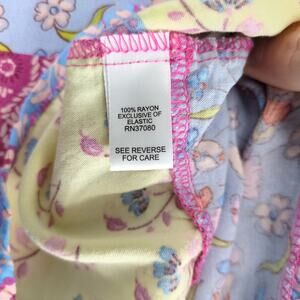 100% RAYON
EXCLUSIVE OF
ELASTIC
RN37080
SEE REVERSE
FOR CARE